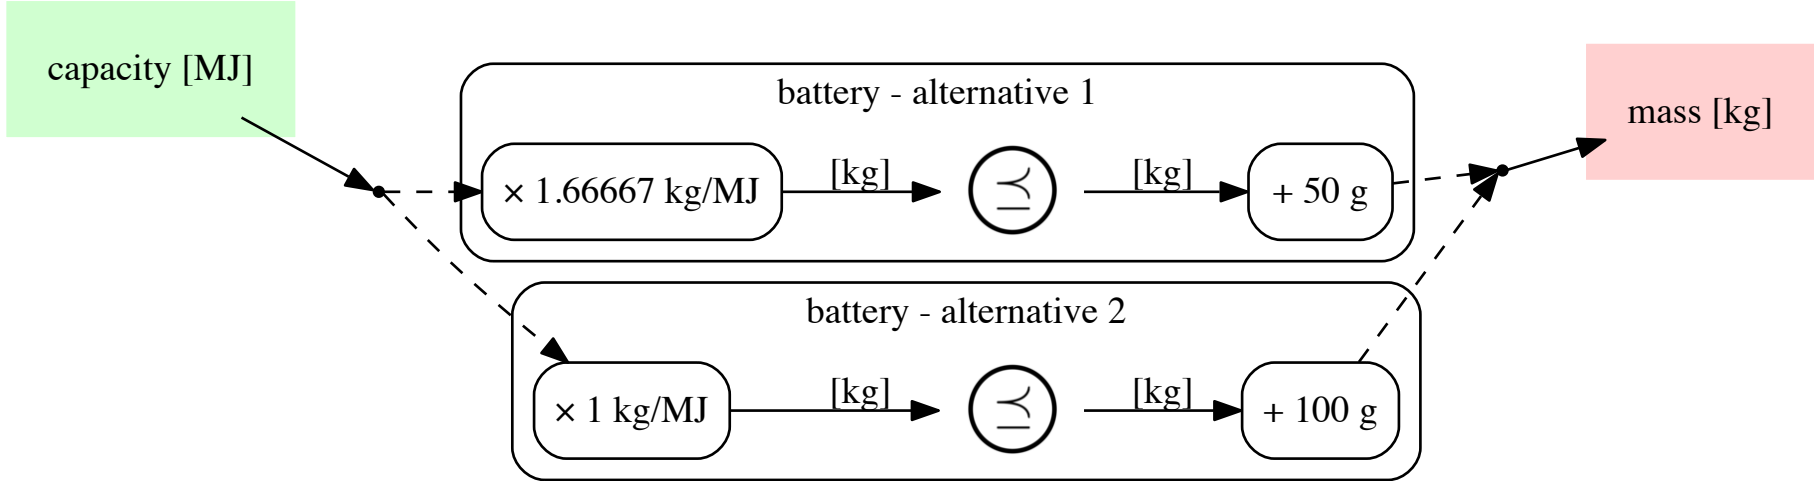 capacity [MJ]
battery - alternative 1
mass [kg]
× 1.66667 kg/MJ
[kg]
⪯
[kg]
+ 50 g
battery - alternative 2
× 1 kg/MJ
[kg]
⪯
[kg]
+ 100 g